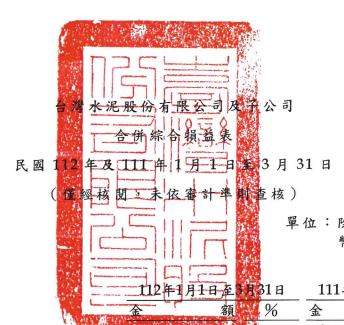 台灣水泥股份有限公司及子公司
合併綜合損益表
民國 112 年及 111 年 1 月 1 日至 3 月 31 日
（僅經核閱，未依審計準則查核）
單位：
112年1月1日至3月31日 111
金 額 % 金